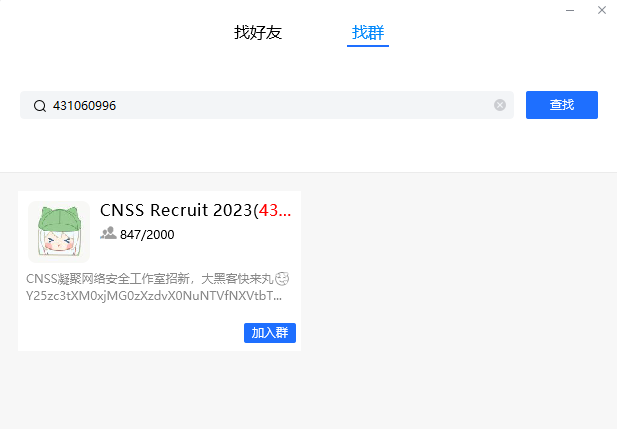 找好友
找群
431060996
查找
CNSS Recruit 2023(43...
847/2000
CNSS凝聚网络安全工作室招新，大黑客快来丸
Y25zc3tXM0xjMG0zXzdvX0NuNTVfNXVtbT...
加入群